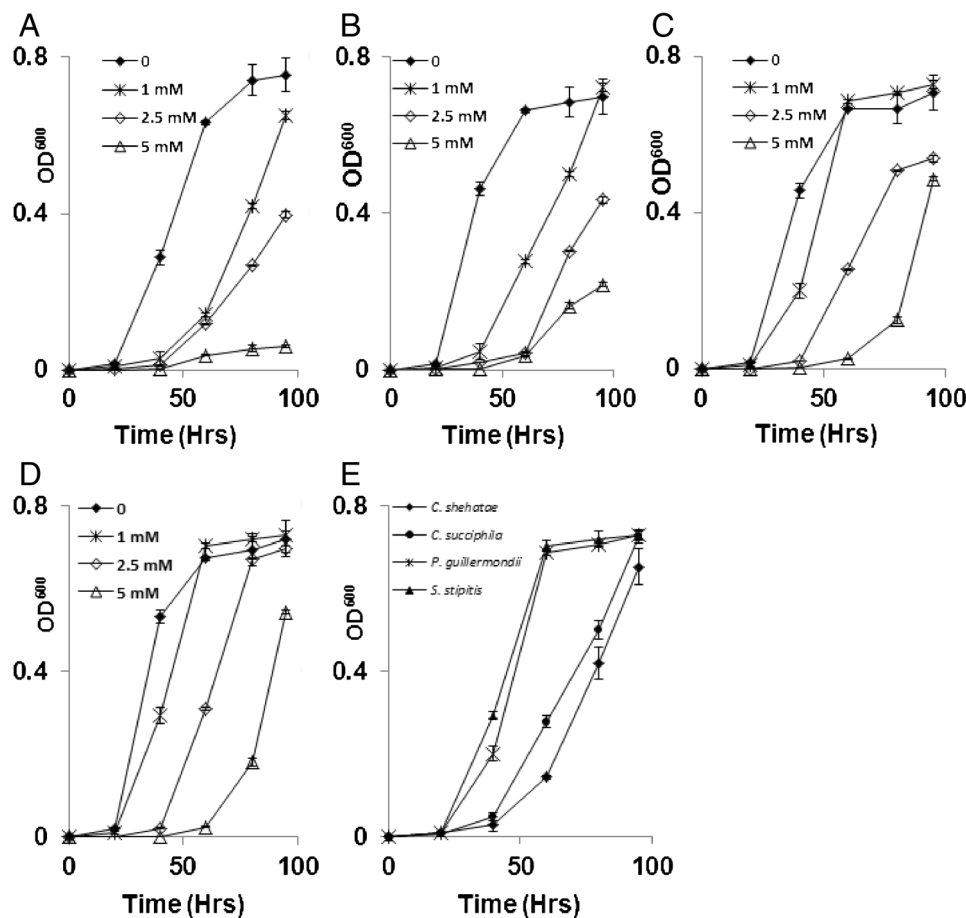 A
0.8
0.4
0
OD600
0
1 mM
2.5 mM
5 mM
0
50
100
Time (Hrs)
B
0.8
0.4
0
OD600
0
1 mM
2.5 mM
5 mM
0
50
100
Time (Hrs)
C
0.8
0.4
0
OD600
0
1 mM
2.5 mM
5 mM
0
50
100
Time (Hrs)
D
0.8
0.4
0
OD600
0
1 mM
2.5 mM
5 mM
0
50
100
Time (Hrs)
E
0.8
0.4
0
OD600
C. shehatae
C. succiphila
P. guillermondii
S. stipitis
0
50
100
Time (Hrs)